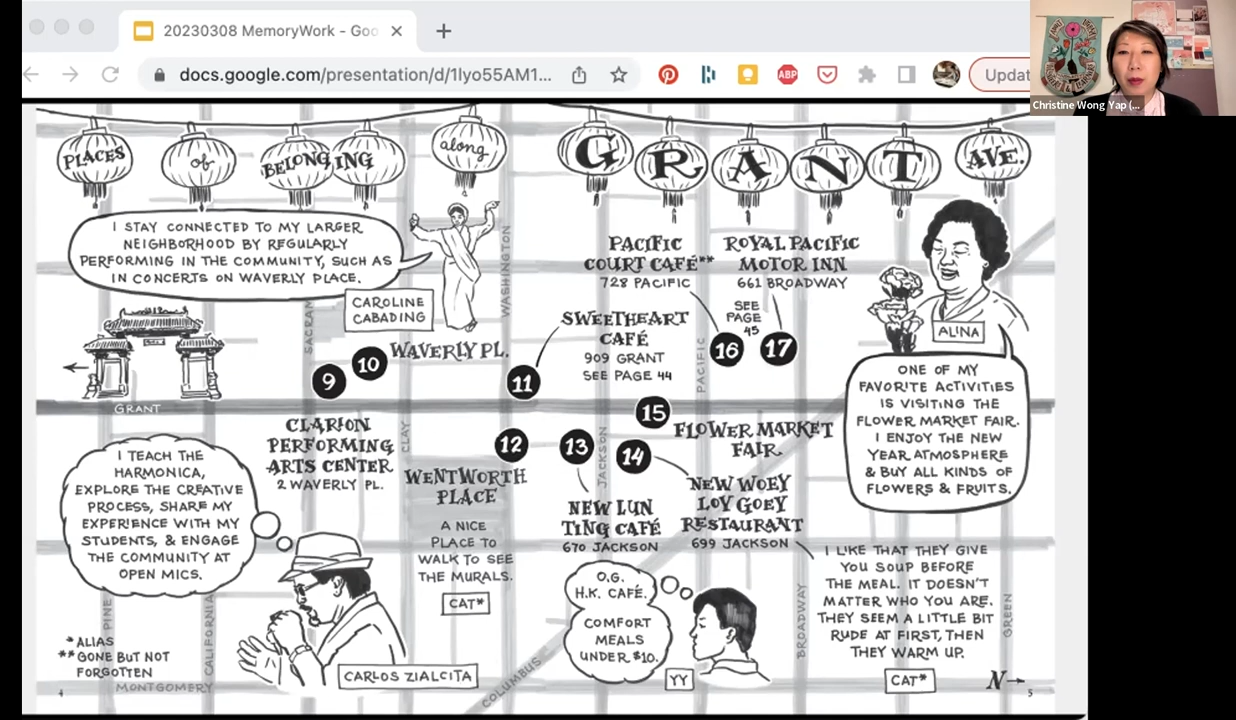 20230308 MemoryWork - Goo
docs.google.com/presentation/d/1lyo55AM1...
ABP
Updat
Christine Wong Yap (...
PLACES of BELONGING along GRANT AVE.
I STAY CONNECTED TO MY LARGER
NEIGHBORHOOD BY REGULARLY
PERFORMING IN THE COMMUNITY, SUCH AS
IN CONCERTS ON WAVERLY PLACE.
CAROLINE
CABADING
WASHINGTON
PACIFIC
COURT CAFÉ**
728 PACIFIC
ROYAL PACIFIC
MOTOR INN
661 BROADWAY
SEE
PAGE
45
ALINA
SACRAM
10
WAVERLY PL.
9
SWEETHEART
CAFÉ
909 GRANT
SEE PAGE 44
11
PACIFIC
16
17
ONE OF MY
FAVORITE ACTIVITIES
IS VISITING THE
FLOWER MARKET FAIR.
I ENJOY THE NEW
YEAR ATMOSPHERE
& BUY ALL KINDS OF
FLOWERS & FRUITS.
GRANT
CLARION
PERFORMING
ARTS CENTER
2 WAVERLY PL.
CLAY
12
WENTWORTH
PLACE
A NICE
PLACE TO
WALK TO SEE
THE MURALS.
CAT*
13
JACKSON
14
15
FLOWER MARKET
FAIR
NEW LUN
TING CAFÉ
670 JACKSON
NEW WOEY
LOY GOEY
RESTAURANT
699 JACKSON
I TEACH THE
HARMONICA,
EXPLORE THE CREATIVE
PROCESS, SHARE MY
EXPERIENCE WITH MY
STUDENTS, & ENGAGE
THE COMMUNITY AT
OPEN MICS.
O.G.
H.K. CAFÉ.
COMFORT
MEALS
UNDER $10.
YY
I LIKE THAT THEY GIVE
YOU SOUP BEFORE
THE MEAL. IT DOESN'T
MATTER WHO YOU ARE.
THEY SEEM A LITTLE BIT
RUDE AT FIRST, THEN
THEY WARM UP.
CAT*
PINE
CALIFORNIA
BROADWAY
GREEN
COLUMBUS
*ALIAS
**GONE BUT NOT
FORGOTTEN
MONTGOMERY
CARLOS ZIALCITA
N
4
5